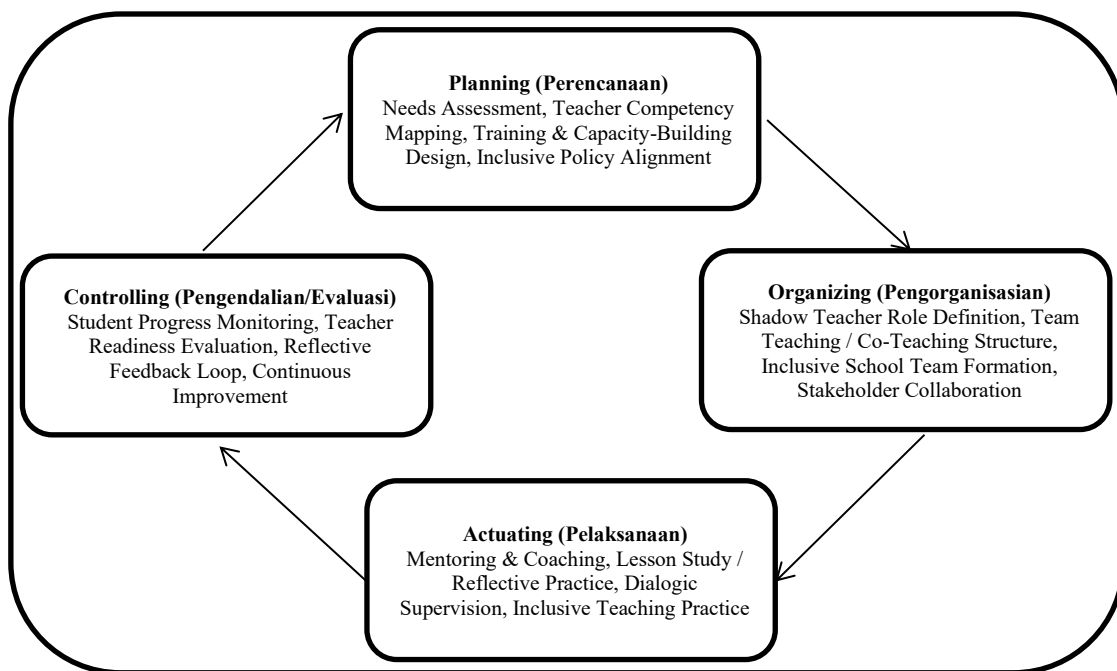 Planning (Perencanaan)
Needs Assessment, Teacher Competency
Mapping, Training & Capacity-Building
Design, Inclusive Policy Alignment
Organizing (Pengorganisasian)
Shadow Teacher Role Definition, Team
Teaching / Co-Teaching Structure,
Inclusive School Team Formation,
Stakeholder Collaboration
Actuating (Pelaksanaan)
Mentoring & Coaching, Lesson Study /
Reflective Practice, Dialogic
Supervision, Inclusive Teaching Practice
Controlling (Pengendalian/Evaluasi)
Student Progress Monitoring, Teacher
Readiness Evaluation, Reflective
Feedback Loop, Continuous
Improvement